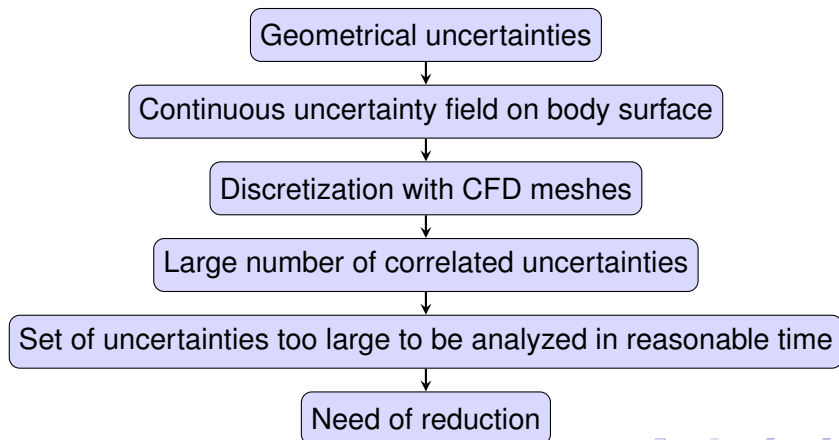 Geometrical uncertainties
Continuous uncertainty field on body surface
Discretization with CFD meshes
Large number of correlated uncertainties
Set of uncertainties too large to be analyzed in reasonable time
Need of reduction